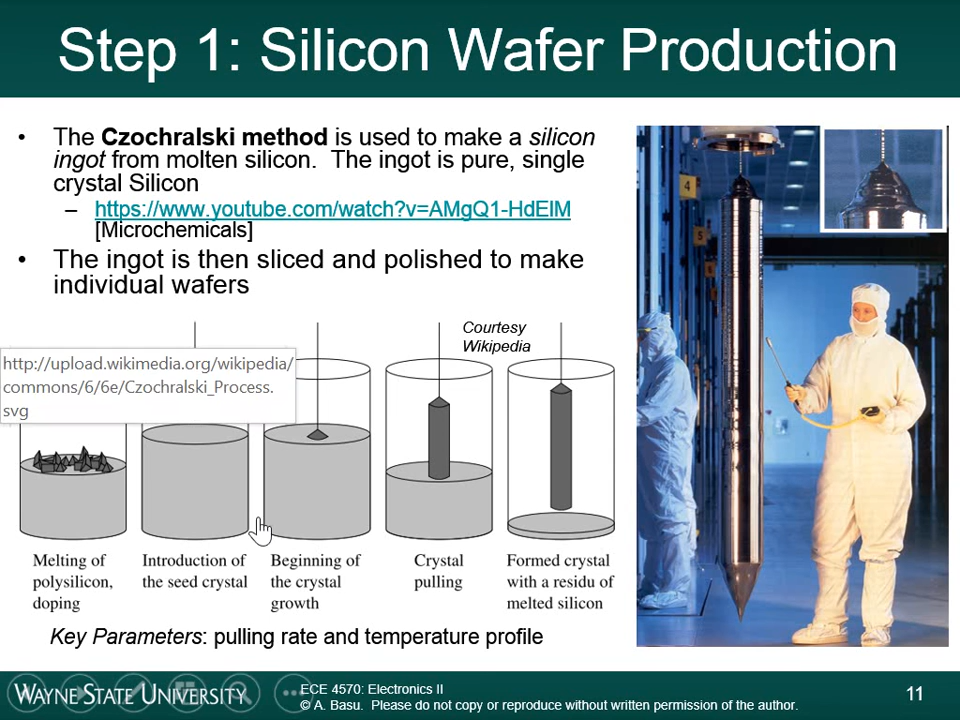 Step 1: Silicon Wafer Production
• The Czochralski method is used to make a silicon
ingot from molten silicon. The ingot is pure, single
crystal Silicon
– https://www.youtube.com/watch?v=AMgQ1-HdElM
[Microchemicals]
• The ingot is then sliced and polished to make
individual wafers
Courtesy
Wikipedia
http://upload.wikimedia.org/wikipedia/
commons/6/6e/Czochralski_Process.
svg
Melting of
polysilicon,
doping
Introduction of
the seed crystal
Beginning of
the crystal
growth
Crystal
pulling
Formed crystal
with a residu of
melted silicon
Key Parameters: pulling rate and temperature profile
4
5
6
WAYNE STATE UNIVERSITY
ECE 4570: Electronics II
© A. Basu. Please do not copy or reproduce without written permission of the author.
11